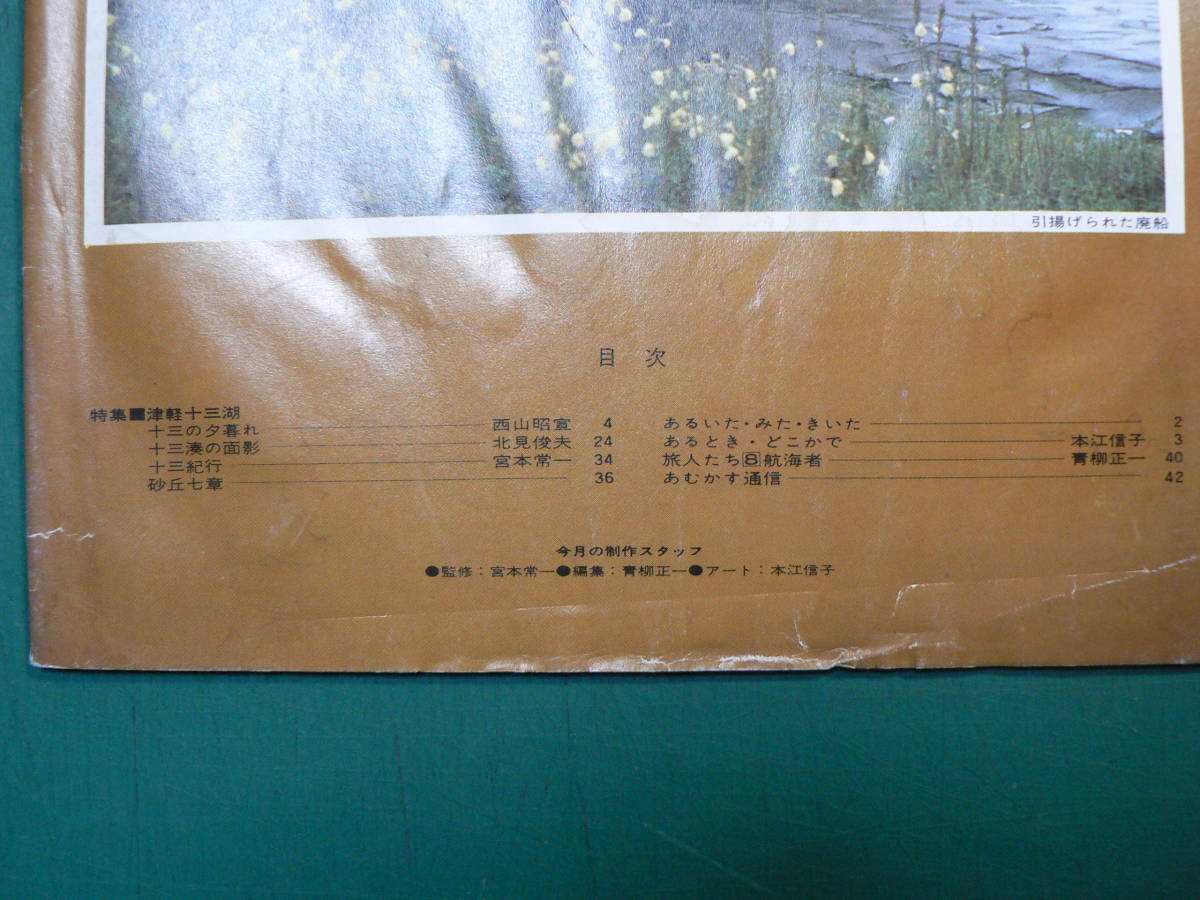 引揚げられた廃船
目次
特集■津軽十三湖
十三の夕暮れ 西山昭宣 4
十三湊の面影 北見俊夫 24
十三紀行 宮本常一 34
砂丘七章 36
あるいた・みた・きいた 2
あるとき・どこかで 本江信子 3
旅人たち⑧航海者 青柳正一 40
あむかす通信 42
今月の制作スタッフ
●監修：宮本常一●編集：青柳正一●アート：本江信子